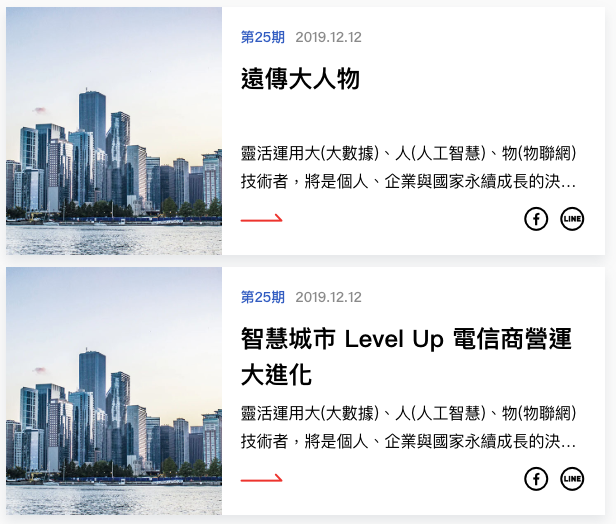 第25期 2019.12.12
遠傳大人物
靈活運用大(大數據)、人(人工智慧)、物(物聯網)
技術者，將是個人、企業與國家永續成長的決...
LINE
第25期 2019.12.12
智慧城市 Level Up 電信商營運
大進化
靈活運用大(大數據)、人(人工智慧)、物(物聯網)
技術者，將是個人、企業與國家永續成長的決...
LINE